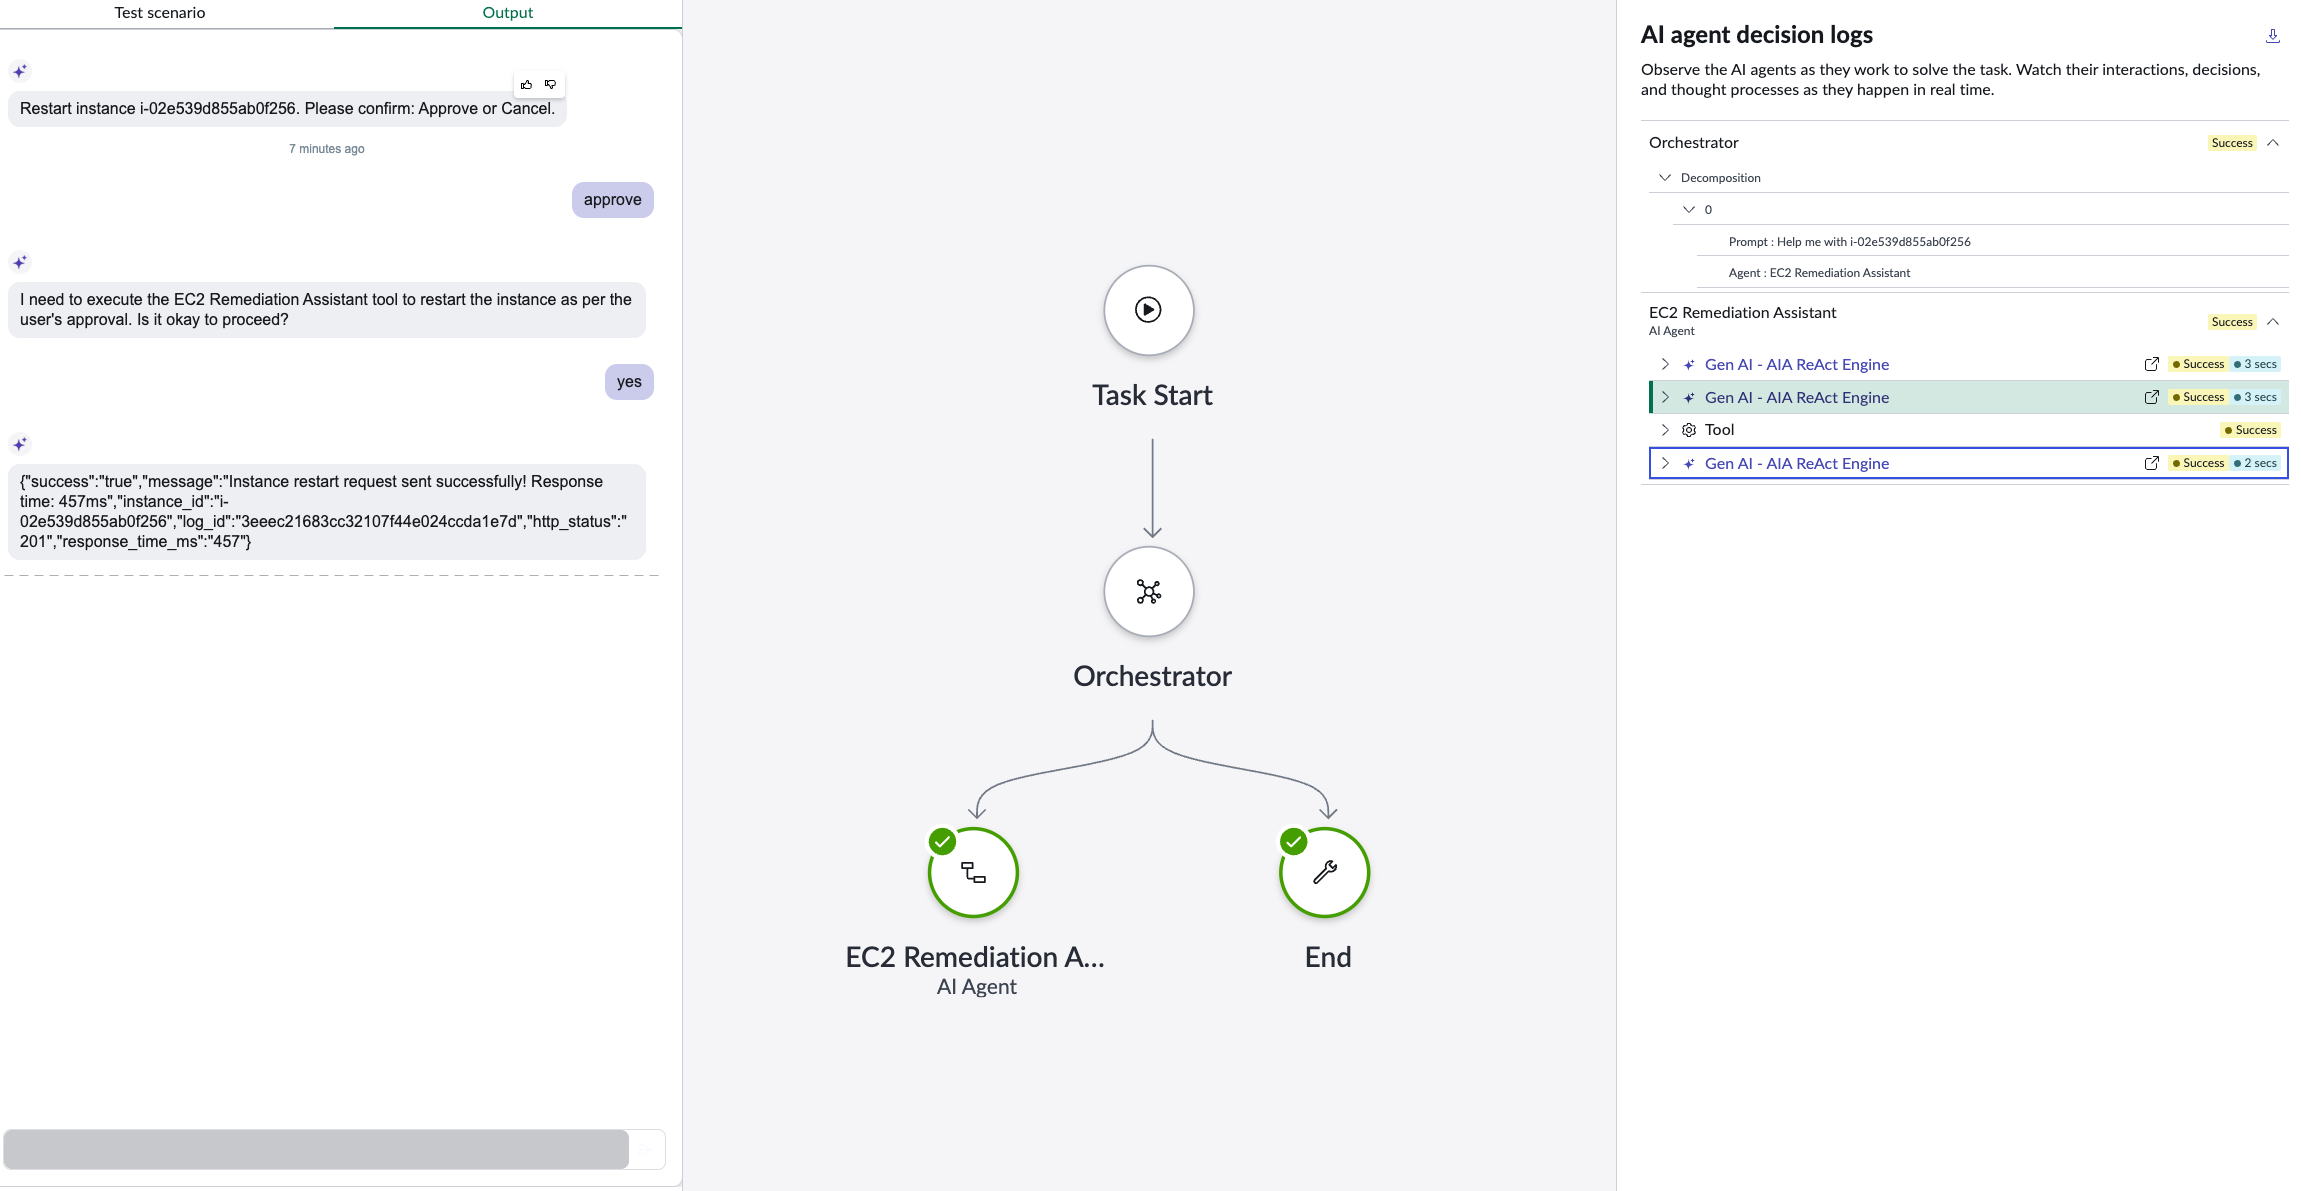 Test scenario
Output
Restart instance i-02e539d855ab0f256. Please confirm: Approve or Cancel.
7 minutes ago
approve
I need to execute the EC2 Remediation Assistant tool to restart the instance as per the
user's approval. Is it okay to proceed?
yes
{"success":"true","message":"Instance restart request sent successfully! Response
time: 457ms","instance_id":"i-
02e539d855ab0f256","log_id":"3eeec21683cc32107f44e024ccda1e7d","http_status":"
201","response_time_ms":"457"}
Task Start
Orchestrator
EC2 Remediation A...
AI Agent
End
AI agent decision logs
Observe the AI agents as they work to solve the task. Watch their interactions, decisions,
and thought processes as they happen in real time.
Orchestrator
Success
Decomposition
0
Prompt : Help me with i-02e539d855ab0f256
Agent : EC2 Remediation Assistant
EC2 Remediation Assistant
AI Agent
Success
Gen AI - AIA ReAct Engine
Success
3 secs
Gen AI - AIA ReAct Engine
Success
3 secs
Tool
Success
Gen AI - AIA ReAct Engine
Success
2 secs